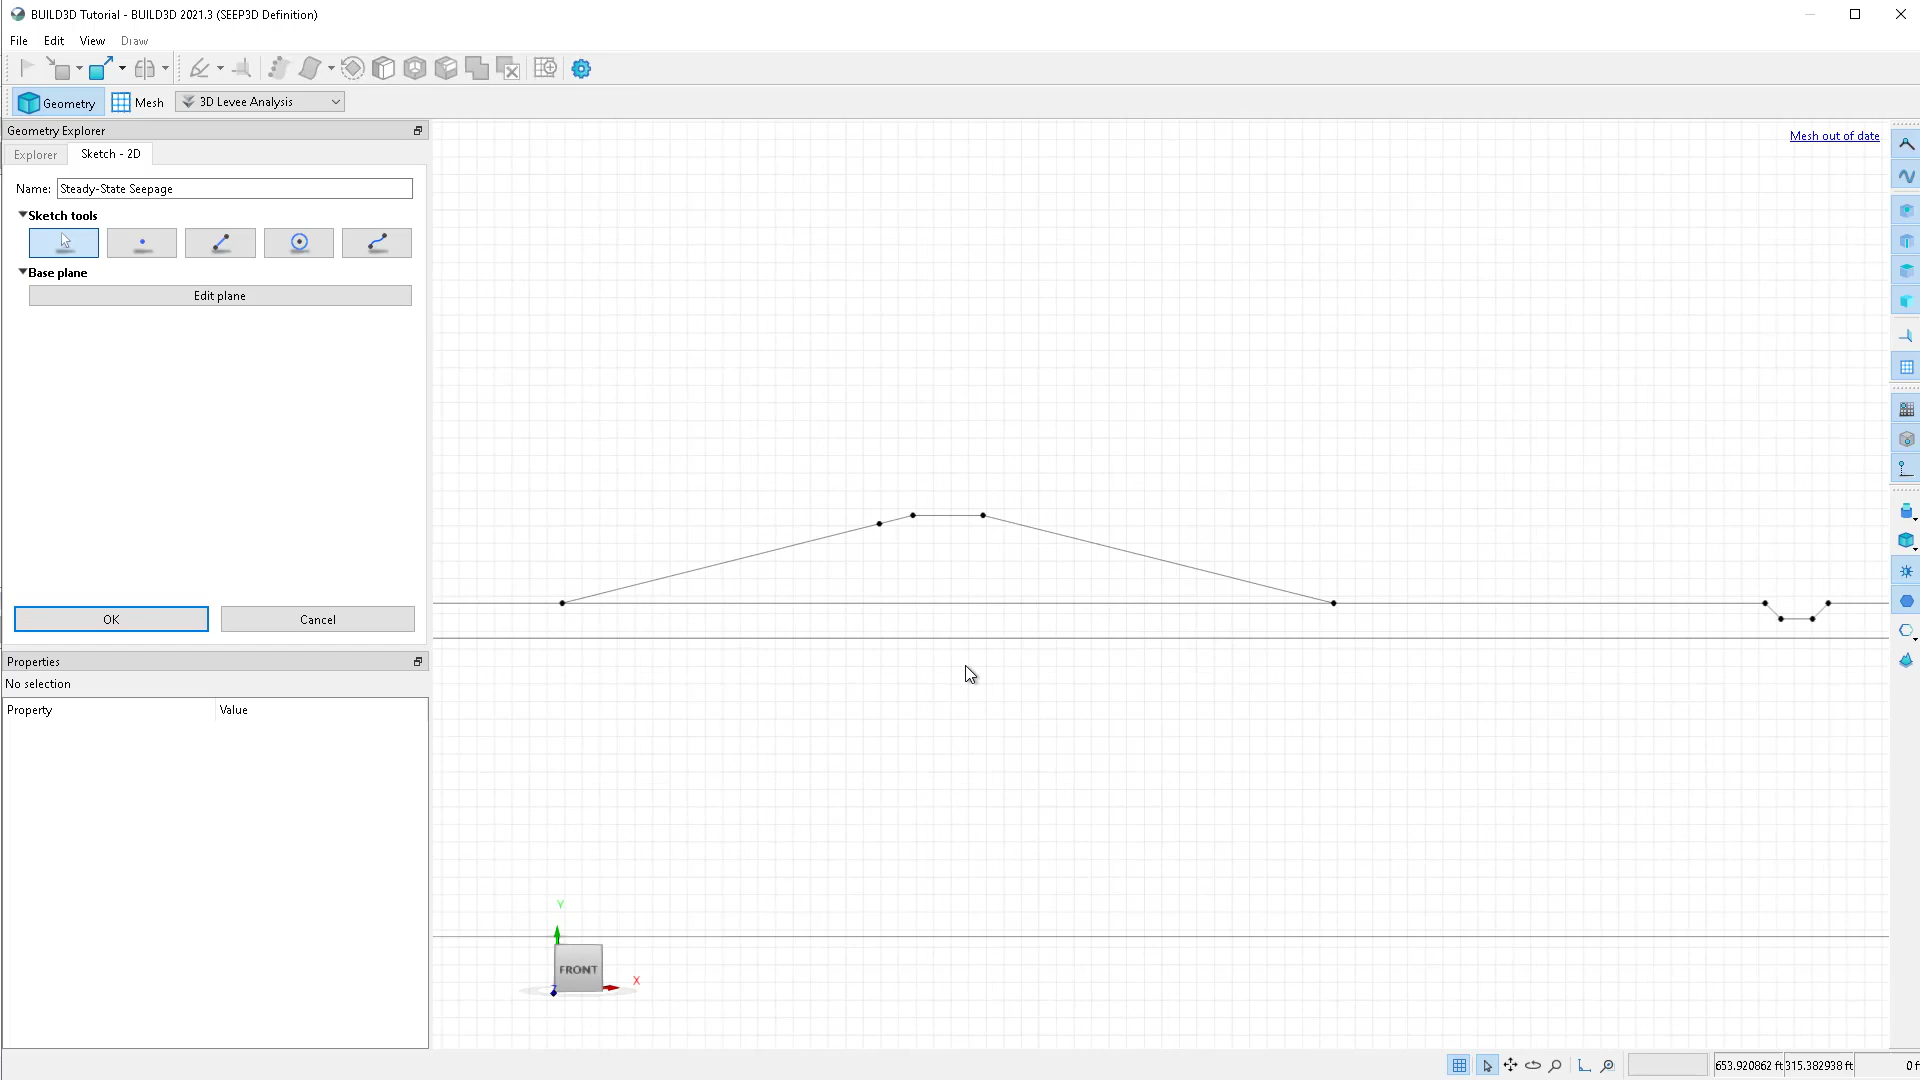 BUILD3D Tutorial - BUILD3D 2021.3 (SEEP3D Definition)
File Edit View Draw
Geometry Mesh 3D Levee Analysis
Geometry Explorer
Mesh out of date
Explorer Sketch - 2D
Name: Steady-State Seepage
Sketch tools
Base plane
Edit plane
OK Cancel
Properties
No selection
Property Value
Y
FRONT
X
Z
653.920862 ft 315.382938 ft 0 f